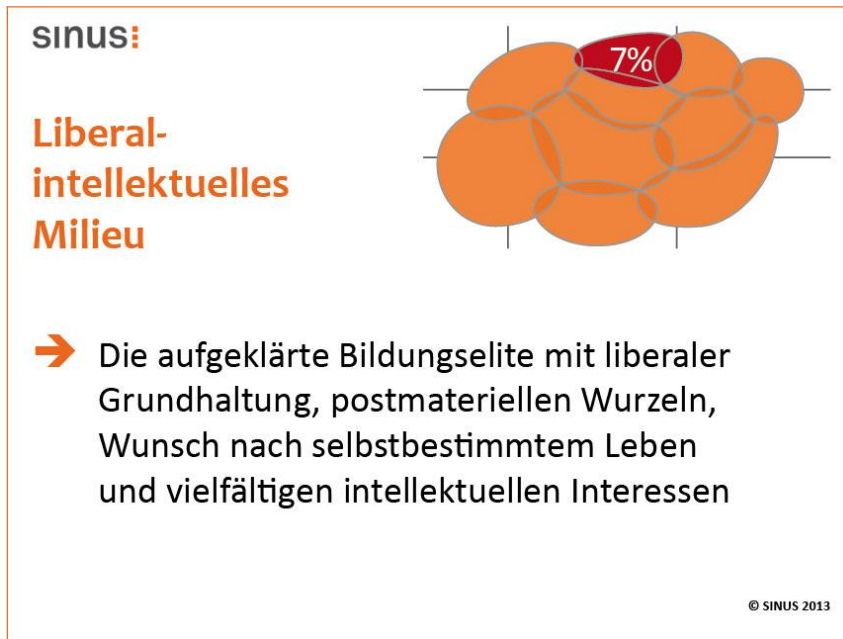 sinus:
7%
Liberal-
intellektuelles
Milieu
Die aufgeklärte Bildungselite mit liberaler
Grundhaltung, postmateriellen Wurzeln,
Wunsch nach selbstbestimmtem Leben
und vielfältigen intellektuellen Interessen
© SINUS 2013